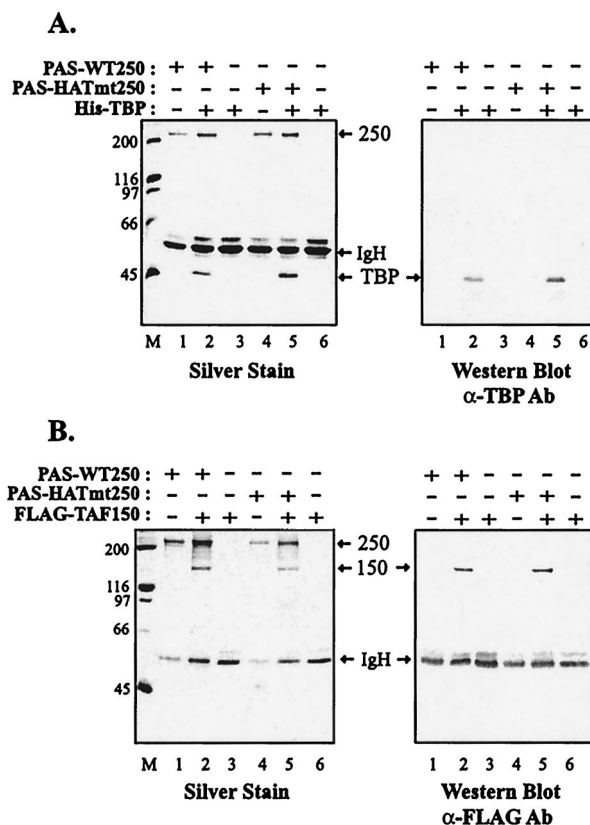 A.
PAS-WT250 : + + - - - - + + - - - -
PAS-HATmt250 : - - - + + - - - - + + -
His-TBP : - + + - + + - + + - + +
200
116
97
66
45
← 250
← IgH
← TBP →
M 1 2 3 4 5 6 1 2 3 4 5 6
Silver Stain Western Blot
α-TBP Ab
B.
PAS-WT250 : + + - - - - + + - - - -
PAS-HATmt250 : - - - + + - - - - + + -
FLAG-TAF150 : - + + - + + - + + - + +
200
116
97
66
45
← 250
← 150 →
← IgH →
M 1 2 3 4 5 6 1 2 3 4 5 6
Silver Stain Western Blot
α-FLAG Ab